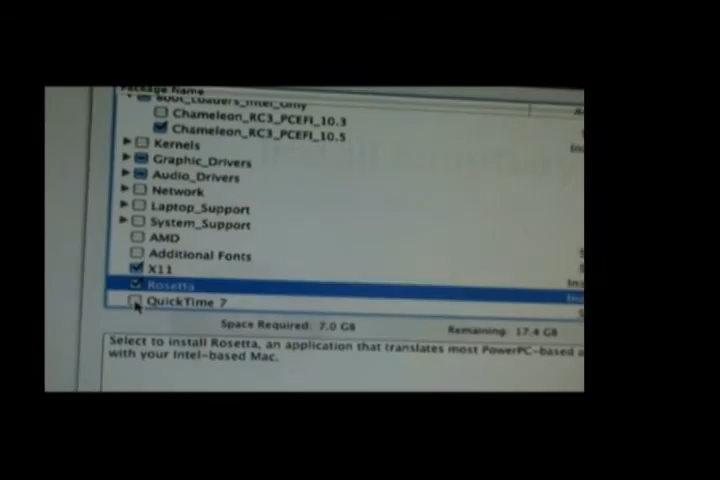 Package Name
Boot_Loaders_Intel_Only
Chameleon_RC3_PCEFI_10.3
Chameleon_RC3_PCEFI_10.5
Kernels
Graphic_Drivers
Audio_Drivers
Network
Laptop_Support
System_Support
AMD
Additional Fonts
X11
Rosetta
QuickTime 7
Space Required: 7.0 GB Remaining: 17.4 GB
Select to install Rosetta, an application that translates most PowerPC-based a
with your Intel-based Mac.